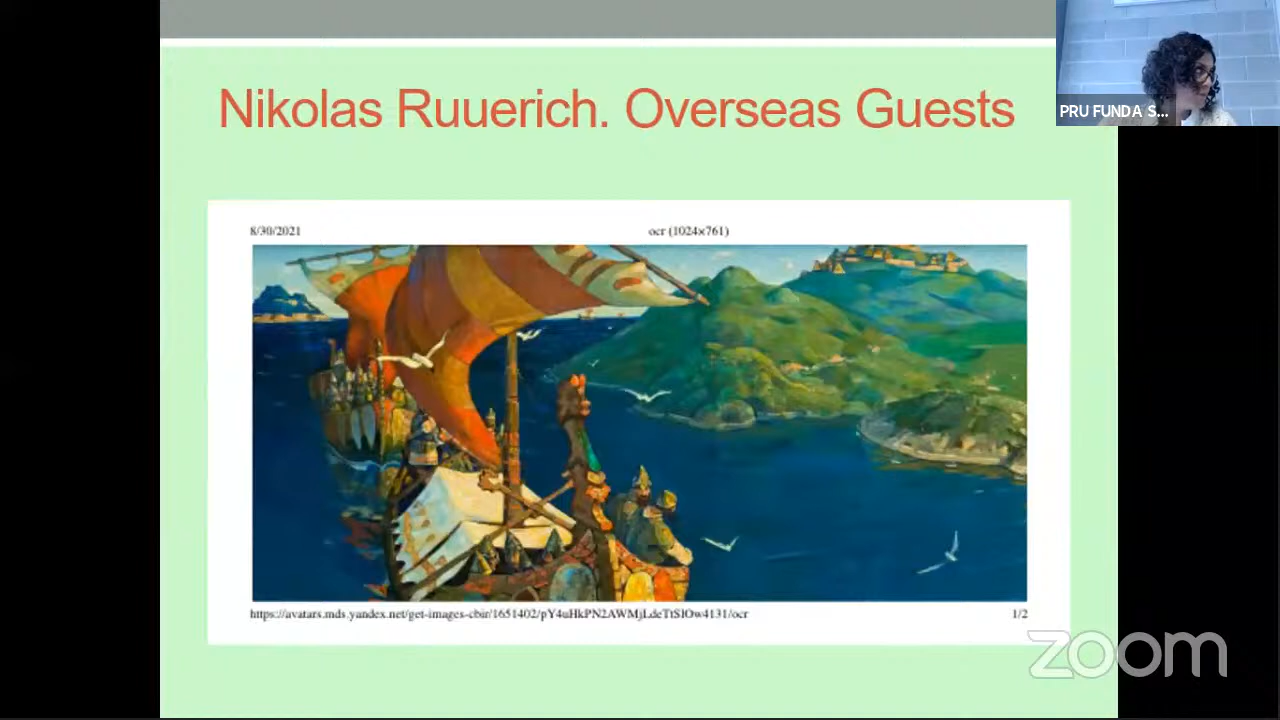 Nikolas Ruuerich. Overseas Guests
PRU FUNDA S...
8/30/2021
ocr (1024×761)
https://avatars.mds.yandex.net/get-images-cbir/1651402/pY4uHkPN2AWMjLdeTtSlOw4131/ocr
1/2
zoom